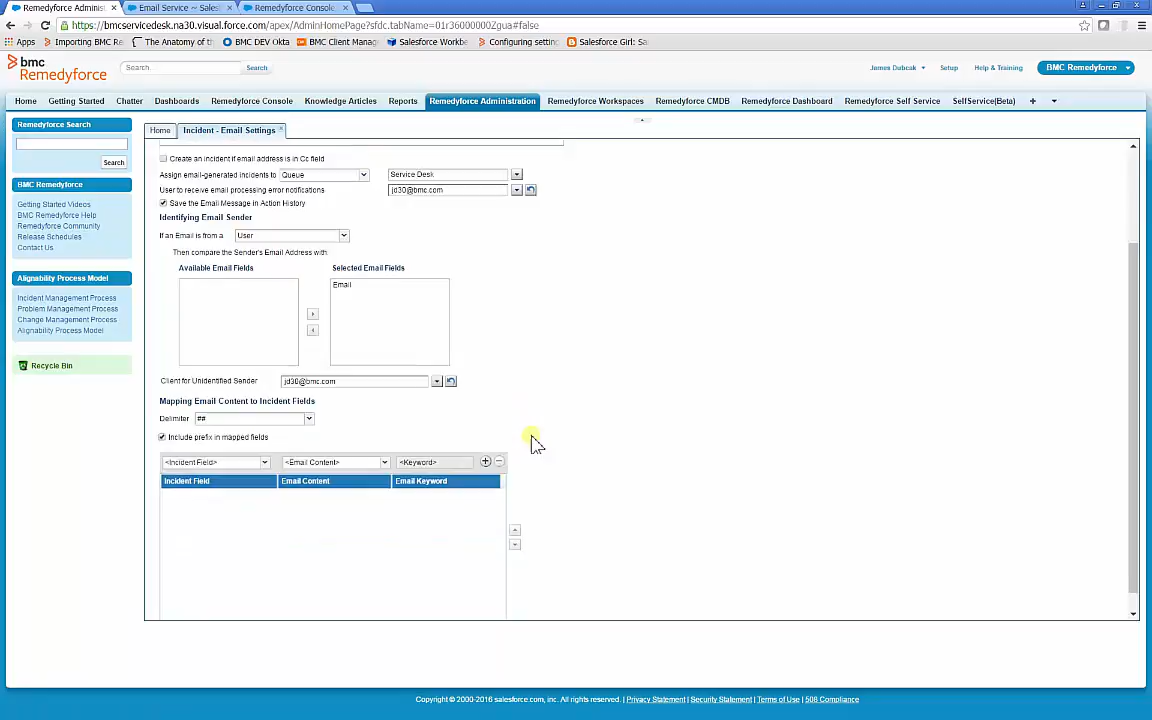 Remedyforce Adminis
Email Service ~ Sales
Remedyforce Console
https://bmcservicedesk.na30.visual.force.com/apex/AdminHomePage?sfdc.tabName=01r36000000Zgua#false
Apps
Importing BMC Re
The Anatomy of th
BMC DEV Okta
BMC Client Manag
Salesforce Workbe
Configuring settin
Salesforce Girl: Sa
bmc
Remedyforce
Search...
Search
James Dubcak
Setup
Help & Training
BMC Remedyforce
Home
Getting Started
Chatter
Dashboards
Remedyforce Console
Knowledge Articles
Reports
Remedyforce Administration
Remedyforce Workspaces
Remedyforce CMDB
Remedyforce Dashboard
Remedyforce Self Service
SelfService(Beta)
+
Remedyforce Search
Search
BMC Remedyforce
Getting Started Videos
BMC Remedyforce Help
Remedyforce Community
Release Schedules
Contact Us
Alignability Process Model
Incident Management Process
Problem Management Process
Change Management Process
Alignability Process Model
Recycle Bin
Home
Incident - Email Settings
Create an incident if email address is in Cc field
Assign email-generated incidents to
Queue
Service Desk
User to receive email processing error notifications
jd30@bmc.com
Save the Email Message in Action History
Identifying Email Sender
If an Email is from a
User
Then compare the Sender's Email Address with
Available Email Fields
Selected Email Fields
Email
Client for Unidentified Sender
jd30@bmc.com
Mapping Email Content to Incident Fields
Delimiter
##
Include prefix in mapped fields
<Incident Field>
<Email Content>
<Keyword>
Incident Field
Email Content
Email Keyword
Copyright © 2000-2016 salesforce.com, inc. All rights reserved. | Privacy Statement | Security Statement | Terms of Use | 508 Compliance